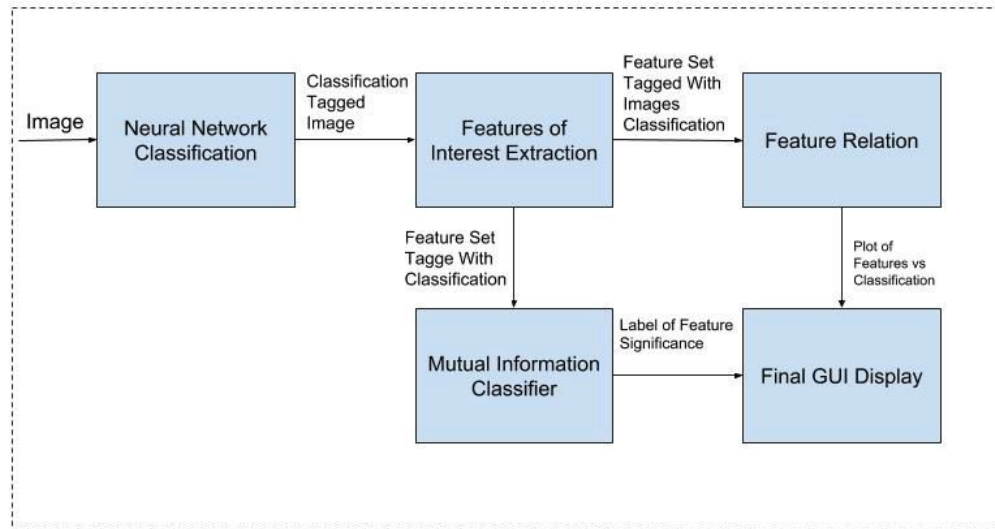 Image
Neural Network
Classification
Classification
Tagged
Image
Features of
Interest Extraction
Feature Set
Tagged With
Images
Classification
Feature Relation
Feature Set
Tagge With
Classification
Plot of
Features vs
Classification
Mutual Information
Classifier
Label of Feature
Significance
Final GUI Display